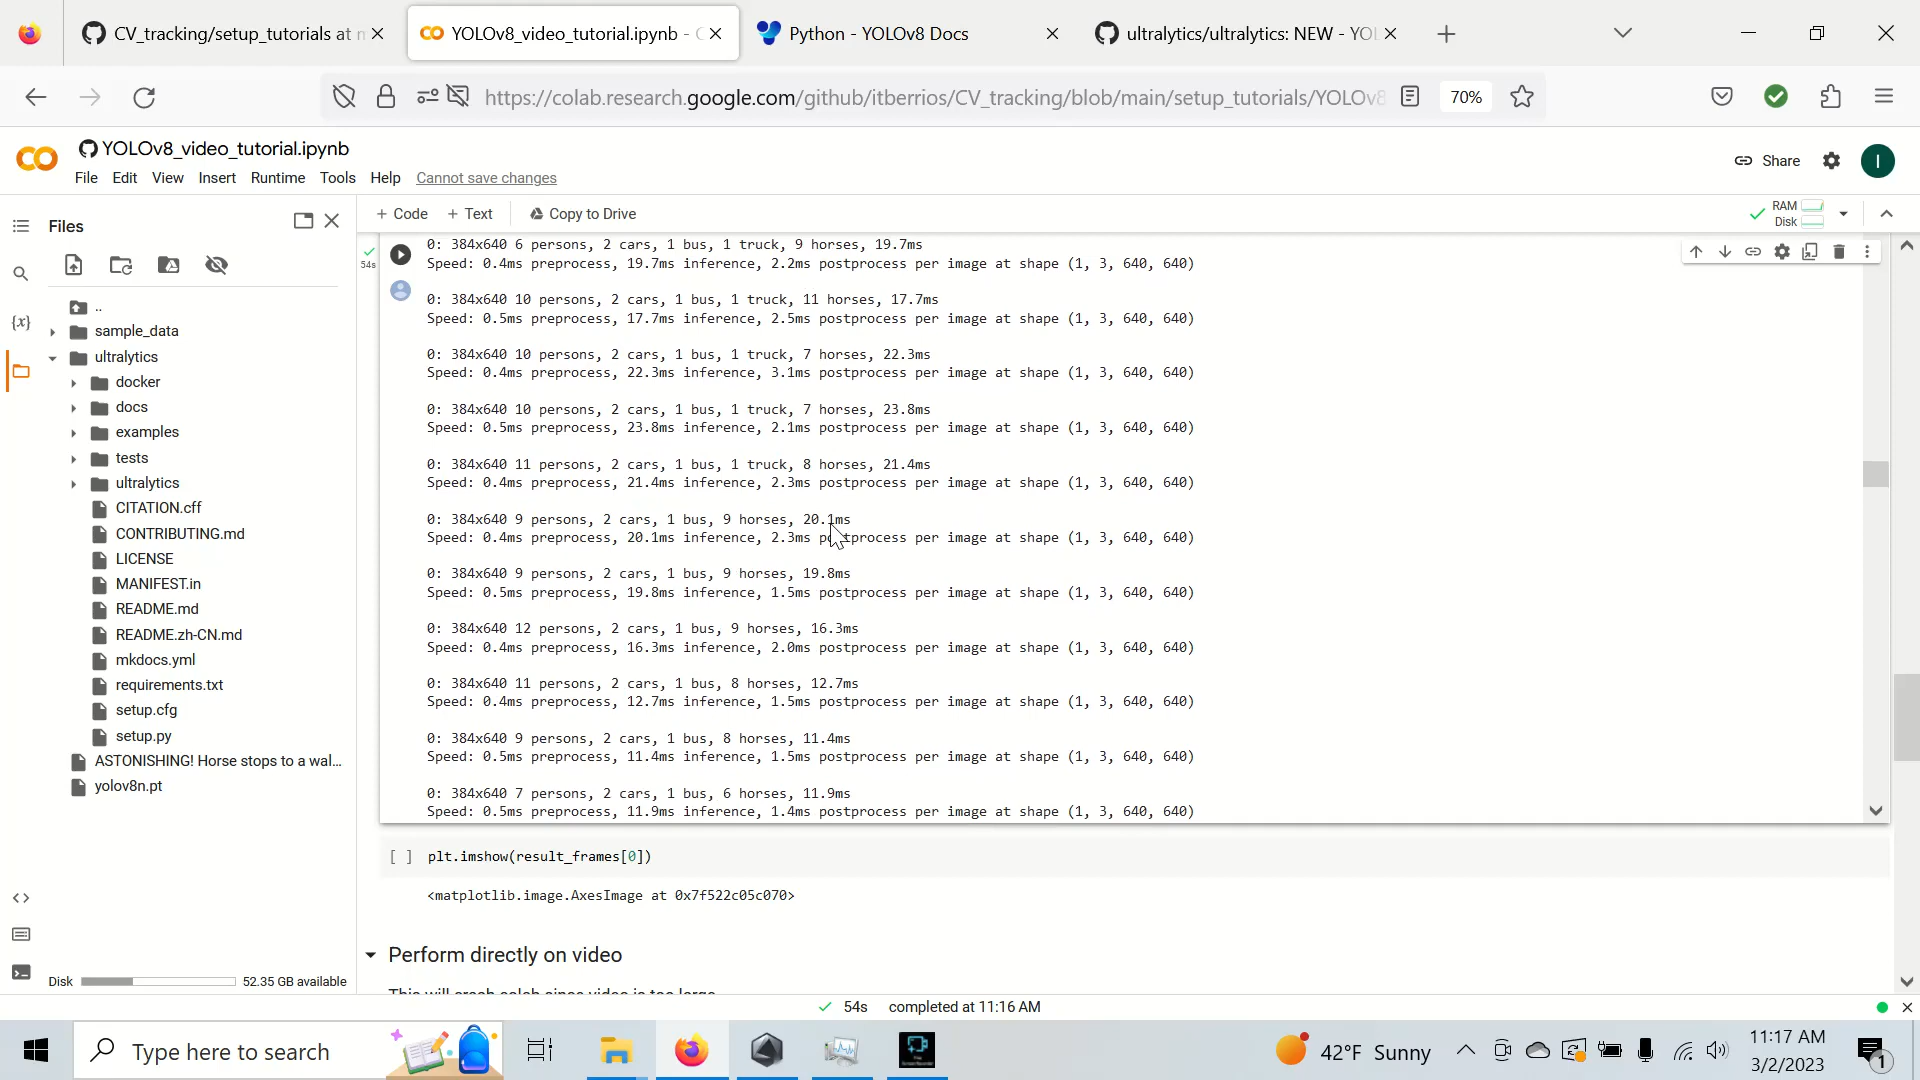 CV_tracking/setup_tutorials at m
YOLOv8_video_tutorial.ipynb - C
Python - YOLOv8 Docs
ultralytics/ultralytics: NEW - YOL
https://colab.research.google.com/github/itberrios/CV_tracking/blob/main/setup_tutorials/YOLOv8
70%
YOLOv8_video_tutorial.ipynb
Share
I
File Edit View Insert Runtime Tools Help Cannot save changes
Files
+ Code + Text Copy to Drive
RAM
Disk
..
sample_data
ultralytics
docker
docs
examples
tests
ultralytics
CITATION.cff
CONTRIBUTING.md
LICENSE
MANIFEST.in
README.md
README.zh-CN.md
mkdocs.yml
requirements.txt
setup.cfg
setup.py
ASTONISHING! Horse stops to a wal...
yolov8n.pt
Disk 52.35 GB available
54s
0: 384x640 6 persons, 2 cars, 1 bus, 1 truck, 9 horses, 19.7ms
Speed: 0.4ms preprocess, 19.7ms inference, 2.2ms postprocess per image at shape (1, 3, 640, 640)
0: 384x640 10 persons, 2 cars, 1 bus, 1 truck, 11 horses, 17.7ms
Speed: 0.5ms preprocess, 17.7ms inference, 2.5ms postprocess per image at shape (1, 3, 640, 640)
0: 384x640 10 persons, 2 cars, 1 bus, 1 truck, 7 horses, 22.3ms
Speed: 0.4ms preprocess, 22.3ms inference, 3.1ms postprocess per image at shape (1, 3, 640, 640)
0: 384x640 10 persons, 2 cars, 1 bus, 1 truck, 7 horses, 23.8ms
Speed: 0.5ms preprocess, 23.8ms inference, 2.1ms postprocess per image at shape (1, 3, 640, 640)
0: 384x640 11 persons, 2 cars, 1 bus, 1 truck, 8 horses, 21.4ms
Speed: 0.4ms preprocess, 21.4ms inference, 2.3ms postprocess per image at shape (1, 3, 640, 640)
0: 384x640 9 persons, 2 cars, 1 bus, 9 horses, 20.1ms
Speed: 0.4ms preprocess, 20.1ms inference, 2.3ms postprocess per image at shape (1, 3, 640, 640)
0: 384x640 9 persons, 2 cars, 1 bus, 9 horses, 19.8ms
Speed: 0.5ms preprocess, 19.8ms inference, 1.5ms postprocess per image at shape (1, 3, 640, 640)
0: 384x640 12 persons, 2 cars, 1 bus, 9 horses, 16.3ms
Speed: 0.4ms preprocess, 16.3ms inference, 2.0ms postprocess per image at shape (1, 3, 640, 640)
0: 384x640 11 persons, 2 cars, 1 bus, 8 horses, 12.7ms
Speed: 0.4ms preprocess, 12.7ms inference, 1.5ms postprocess per image at shape (1, 3, 640, 640)
0: 384x640 9 persons, 2 cars, 1 bus, 8 horses, 11.4ms
Speed: 0.5ms preprocess, 11.4ms inference, 1.5ms postprocess per image at shape (1, 3, 640, 640)
0: 384x640 7 persons, 2 cars, 1 bus, 6 horses, 11.9ms
Speed: 0.5ms preprocess, 11.9ms inference, 1.4ms postprocess per image at shape (1, 3, 640, 640)
[ ] plt.imshow(result_frames[0])
<matplotlib.image.AxesImage at 0x7f522c05c070>
Perform directly on video
This will crash colab since video is too large
54s completed at 11:16 AM
Type here to search
42°F Sunny
11:17 AM
3/2/2023
1